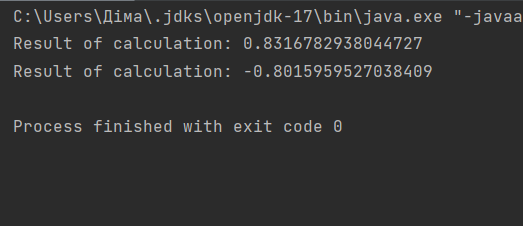 C:\Users\Діма\.jdks\openjdk-17\bin\java.exe "-javaa
Result of calculation: 0.8316782938044727
Result of calculation: -0.8015959527038409
Process finished with exit code 0